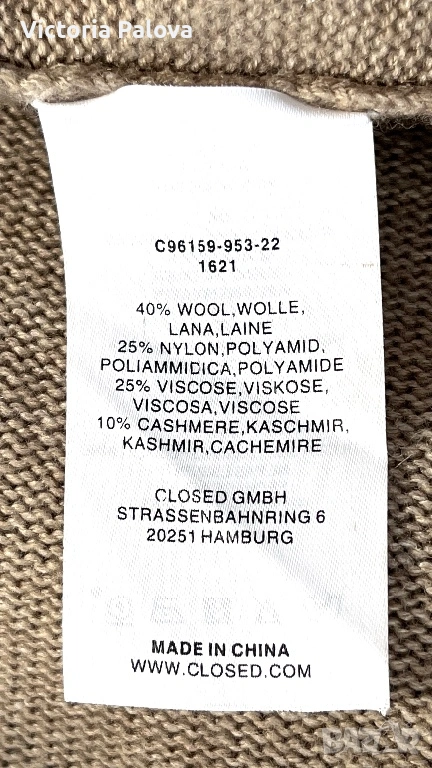 Victoria Palova
C96159-953-22
1621
40% WOOL,WOLLE,
LANA,LAINE
25% NYLON,POLYAMID,
POLIAMMIDICA,POLYAMIDE
25% VISCOSE,VISKOSE,
VISCOSA,VISCOSE
10% CASHMERE,KASCHMIR,
KASHMIR,CACHEMIRE
CLOSED GMBH
STRASSENBAHNRING 6
20251 HAMBURG
MADE IN CHINA
WWW.CLOSED.COM
BAZAR